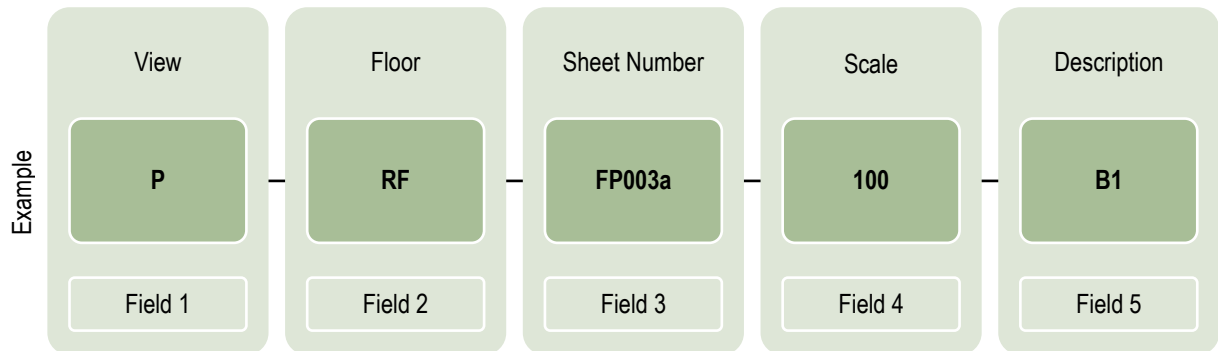 View
Floor
Sheet Number
Scale
Description
Example
P
RF
FP003a
100
B1
Field 1
Field 2
Field 3
Field 4
Field 5